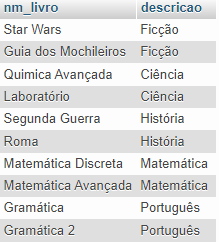 nm_livro descricao
Star Wars Ficção
Guia dos Mochileiros Ficção
Quimica Avançada Ciência
Laboratório Ciência
Segunda Guerra História
Roma História
Matemática Discreta Matemática
Matemática Avançada Matemática
Gramática Português
Gramática 2 Português